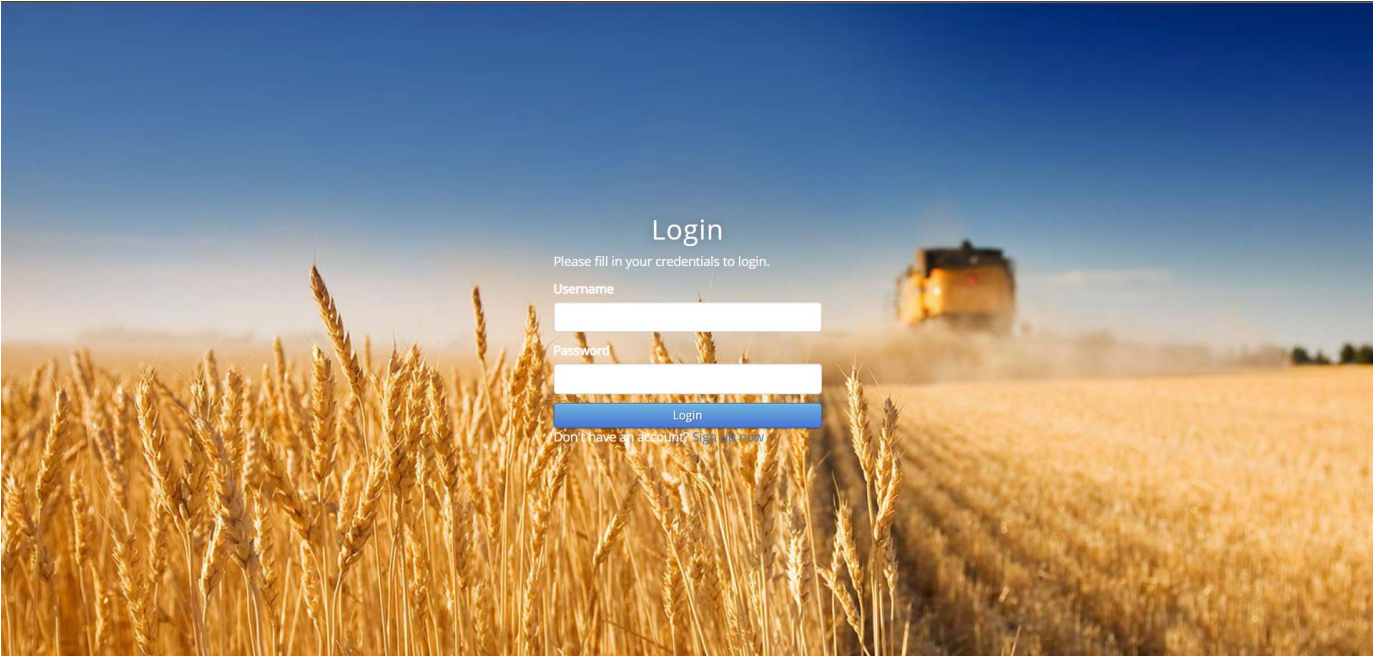 Login
Please fill in your credentials to login.
Username
Password
Login
Don't have an account? Sign up now